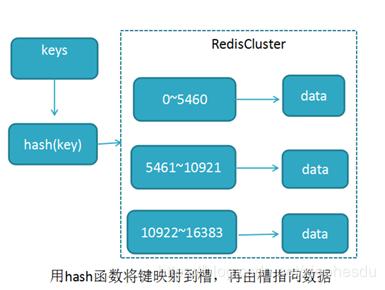 keys
RedisCluster
0~5460
data
hash(key)
5461~10921
data
10922~16383
data
用hash函数将键映射到槽，再由槽指向数据